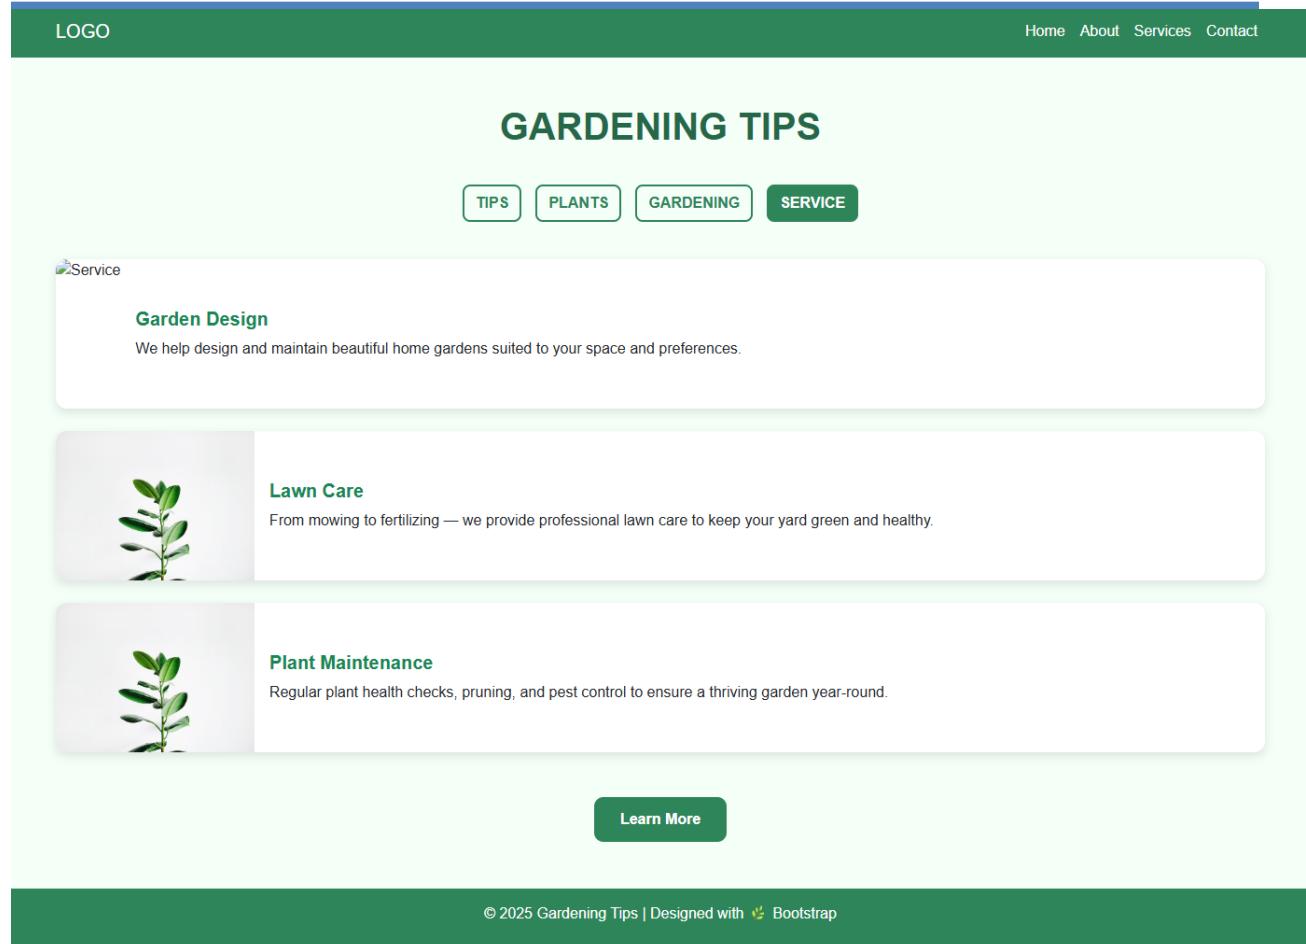 LOGO
Home About Services Contact
GARDENING TIPS
TIPS PLANTS GARDENING SERVICE
Service
Garden Design
We help design and maintain beautiful home gardens suited to your space and preferences.
Lawn Care
From mowing to fertilizing — we provide professional lawn care to keep your yard green and healthy.
Plant Maintenance
Regular plant health checks, pruning, and pest control to ensure a thriving garden year-round.
Learn More
© 2025 Gardening Tips | Designed with 🌿 Bootstrap